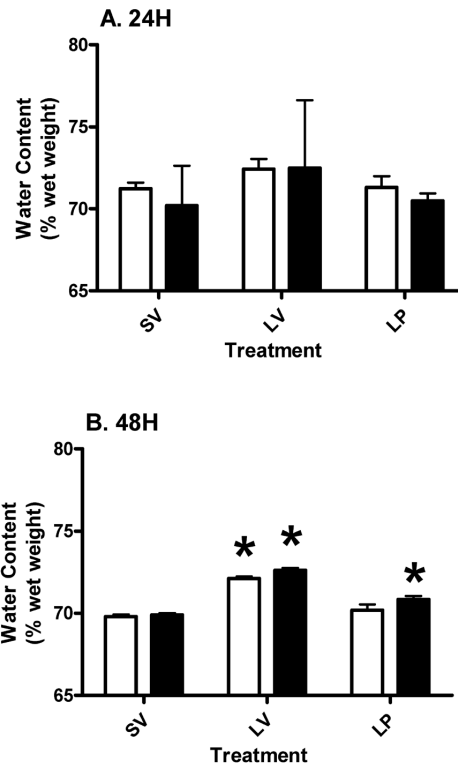 A. 24H
80
75
70
65
Water Content
(% wet weight)
SV
LV
LP
Treatment
B. 48H
80
75
70
65
Water Content
(% wet weight)
*
*
*
SV
LV
LP
Treatment